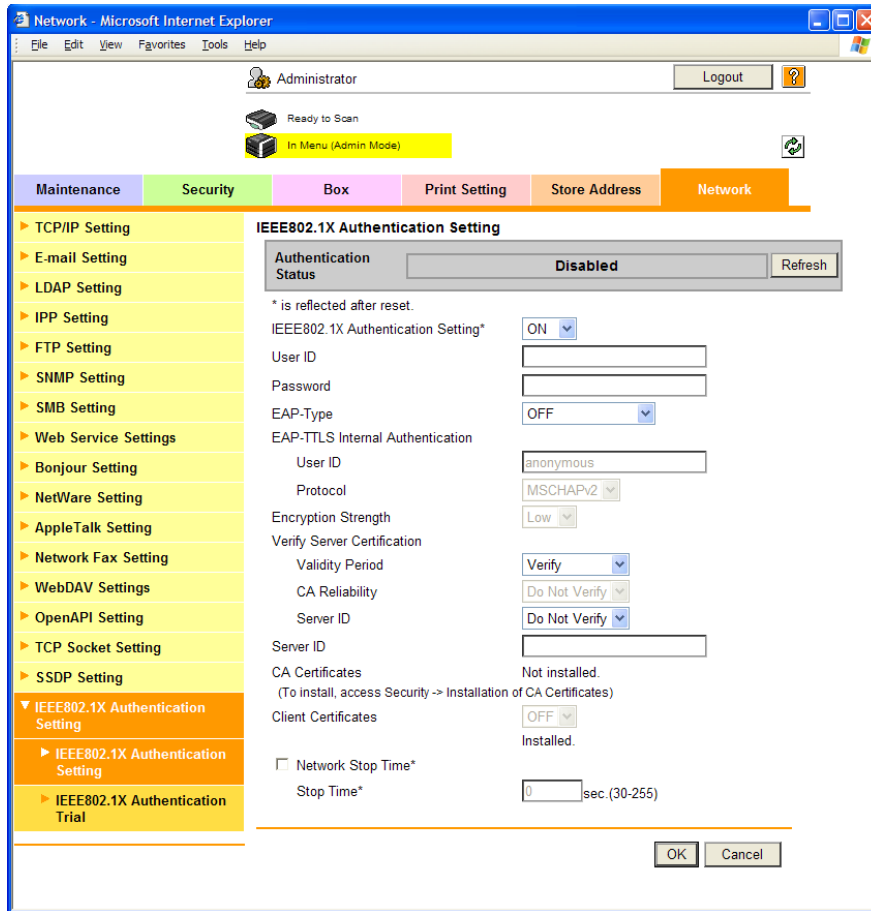 Network - Microsoft Internet Explorer
File Edit View Favorites Tools Help
Administrator
Logout
?
Ready to Scan
In Menu (Admin Mode)
Maintenance Security Box Print Setting Store Address Network
TCP/IP Setting
E-mail Setting
LDAP Setting
IPP Setting
FTP Setting
SNMP Setting
SMB Setting
Web Service Settings
Bonjour Setting
NetWare Setting
AppleTalk Setting
Network Fax Setting
WebDAV Settings
OpenAPI Setting
TCP Socket Setting
SSDP Setting
IEEE802.1X Authentication
Setting
IEEE802.1X Authentication
Setting
IEEE802.1X Authentication
Trial
IEEE802.1X Authentication Setting
Authentication
Status
Disabled
Refresh
* is reflected after reset.
IEEE802.1X Authentication Setting* ON
User ID
Password
EAP-Type OFF
EAP-TTLS Internal Authentication
User ID anonymous
Protocol MSCHAPv2
Encryption Strength Low
Verify Server Certification
Validity Period Verify
CA Reliability Do Not Verify
Server ID Do Not Verify
Server ID
CA Certificates Not installed.
(To install, access Security -> Installation of CA Certificates)
Client Certificates OFF
Installed.
Network Stop Time*
Stop Time* 0 sec.(30-255)
OK Cancel